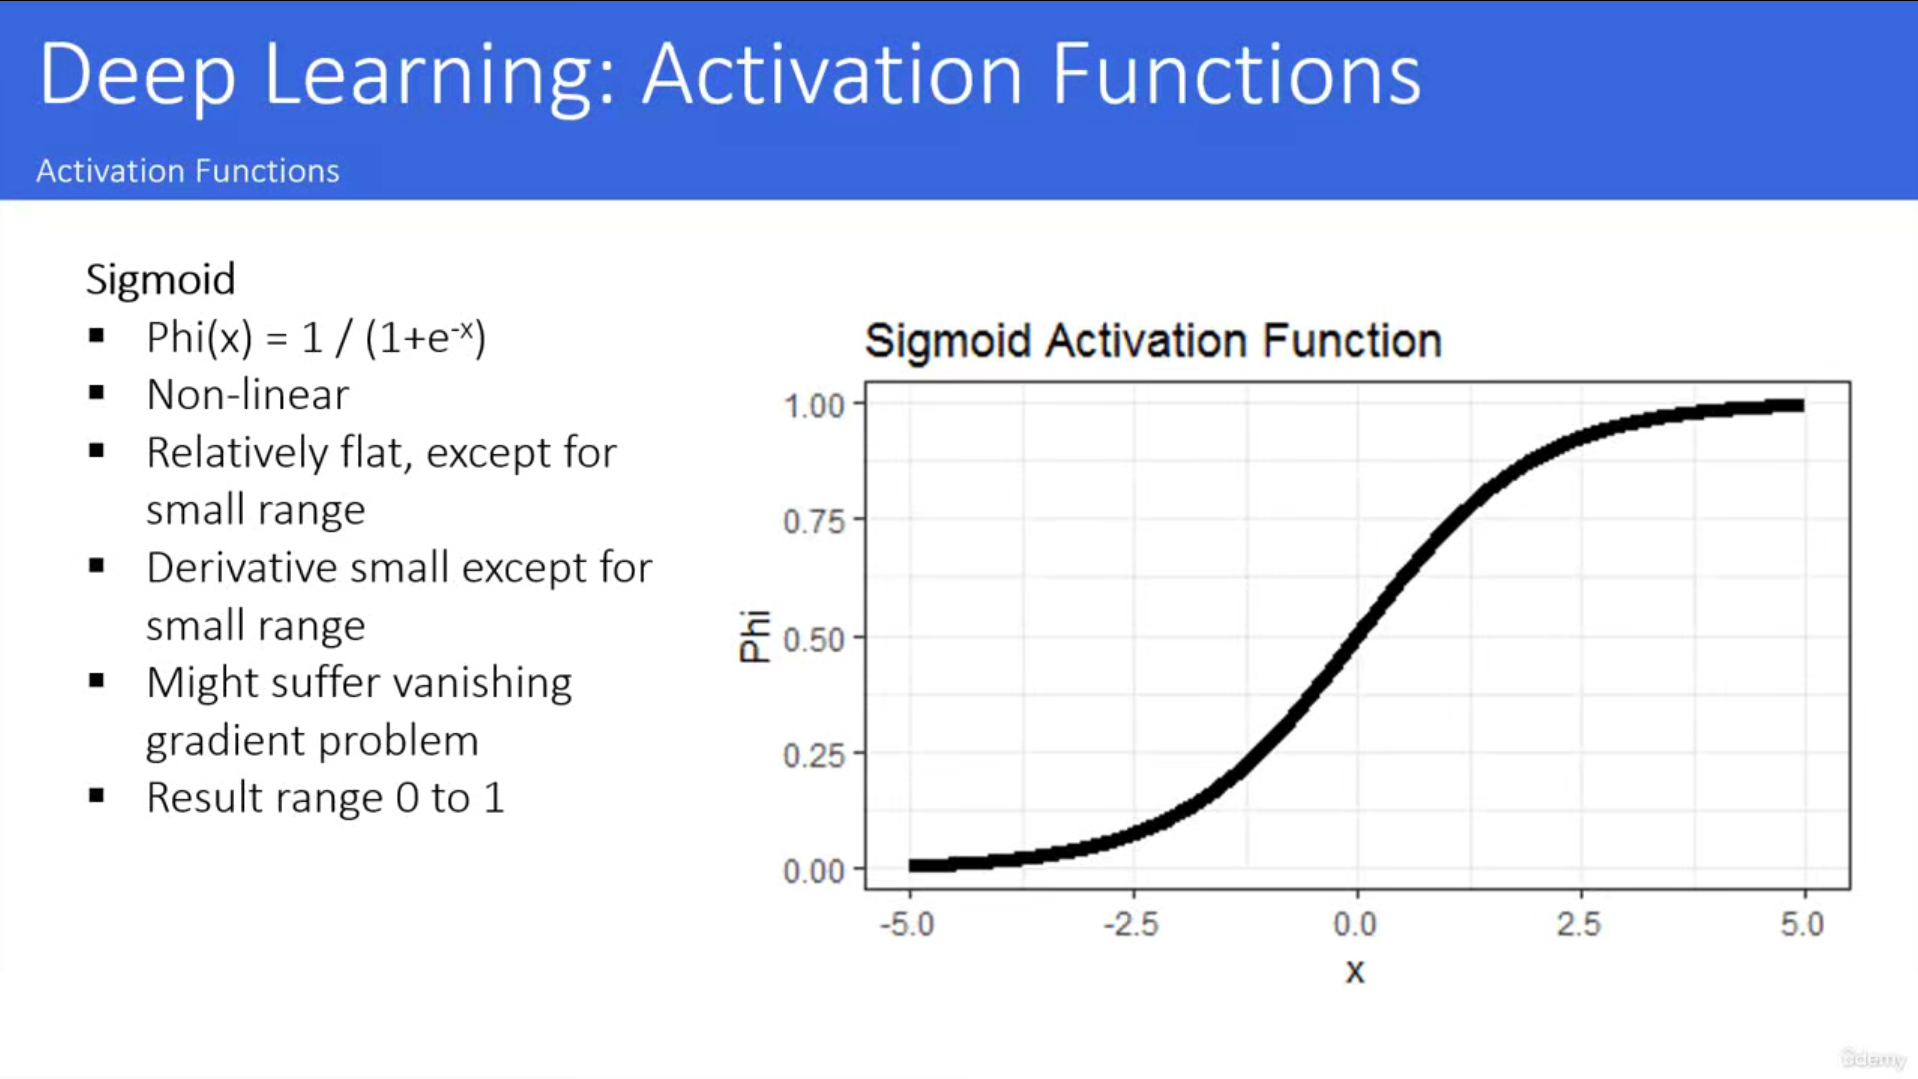 Deep Learning: Activation Functions
Activation Functions
Sigmoid
▪ Phi(x) = 1 / (1+e⁻ˣ)
▪ Non-linear
▪ Relatively flat, except for
small range
▪ Derivative small except for
small range
▪ Might suffer vanishing
gradient problem
▪ Result range 0 to 1
Sigmoid Activation Function
Phi
1.00
0.75
0.50
0.25
0.00
-5.0 -2.5 0.0 2.5 5.0
x
ûdemy